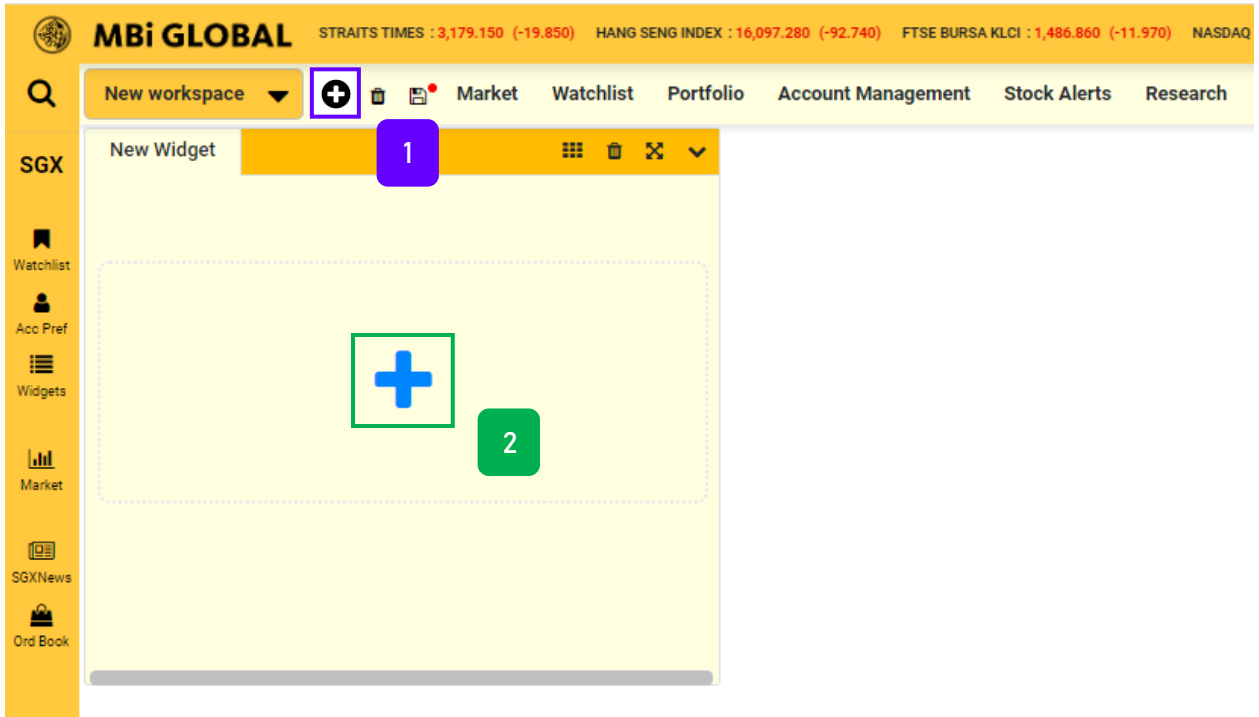 MBi GLOBAL STRAITS TIMES : 3,179.150 (-19.850) HANG SENG INDEX : 16,097.280 (-92.740) FTSE BURSA KLCI : 1,486.860 (-11.970) NASDAQ
New workspace Market Watchlist Portfolio Account Management Stock Alerts Research
SGX
New Widget
1
Watchlist
Acc Pref
Widgets
2
Market
SGXNews
Ord Book